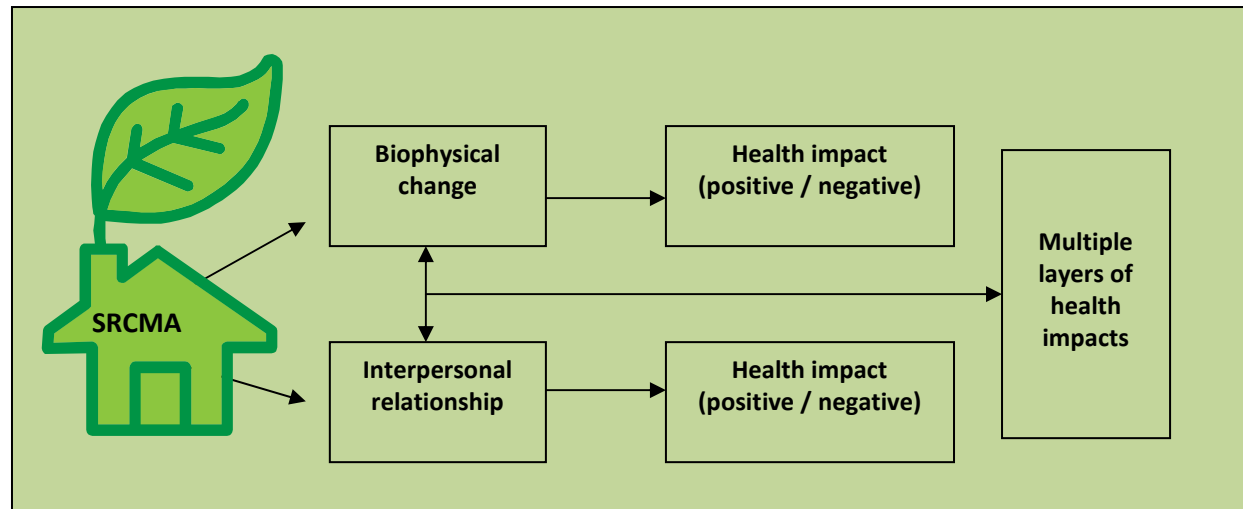 SRCMA
Biophysical
change
Health impact
(positive / negative)
Interpersonal
relationship
Health impact
(positive / negative)
Multiple
layers of
health
impacts